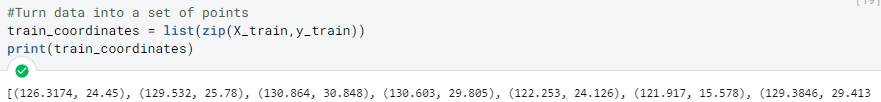 #Turn data into a set of points
train_coordinates = list(zip(X_train,y_train))
print(train_coordinates)
[(126.3174, 24.45), (129.532, 25.78), (130.864, 30.848), (130.603, 29.805), (122.253, 24.126), (121.917, 15.578), (129.3846, 29.413